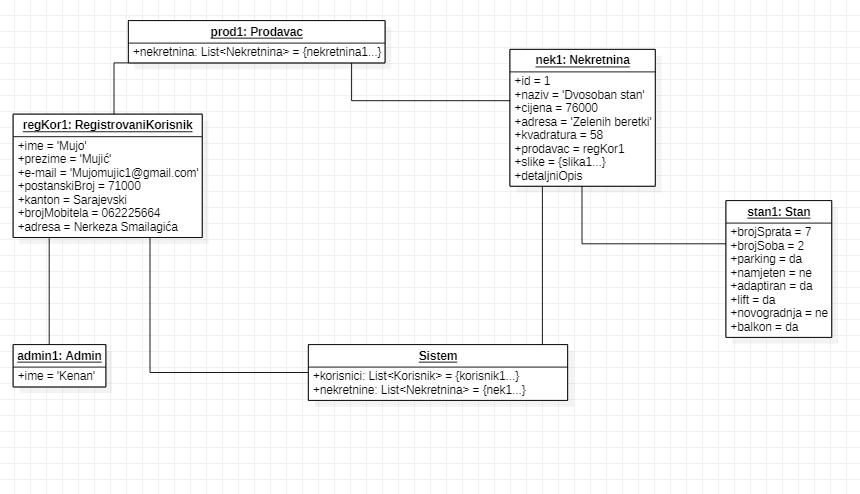 prod1: Prodavac
+nekretnina: List<Nekretnina> = {nekretnina1...}
nek1: Nekretnina
+id = 1
+naziv = 'Dvosoban stan'
+cijena = 76000
+adresa = 'Zelenih beretki'
+kvadratura = 58
+prodavac = regKor1
+slike = {slika1...}
+detaljniOpis
regKor1: RegistrovaniKorisnik
+ime = 'Mujo'
+prezime = 'Mujić'
+e-mail = 'Mujomujic1@gmail.com'
+postanskiBroj = 71000
+kanton = Sarajevski
+brojMobitela = 062225664
+adresa = Nerkeza Smailagića
stan1: Stan
+brojSprata = 7
+brojSoba = 2
+parking = da
+namjeten = ne
+adaptiran = da
+lift = da
+novogradnja = ne
+balkon = da
admin1: Admin
+ime = 'Kenan'
Sistem
+korisnici: List<Korisnik> = {korisnik1...}
+nekretnine: List<Nekretnina> = {nek1...}